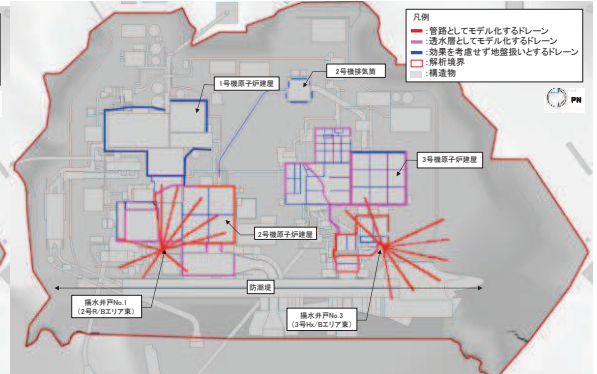 凡例
:管路としてモデル化するドレーン
:透水層としてモデル化するドレーン
:効果を考慮せず地盤扱いとするドレーン
:解析境界
:構造物
PN
2号機排気筒
1号機原子炉建屋
3号機原子炉建屋
2号機原子炉建屋
防潮堤
揚水井戸No.1
(2号R/Bエリア東)
揚水井戸No.3
(3号Hx/Bエリア東)